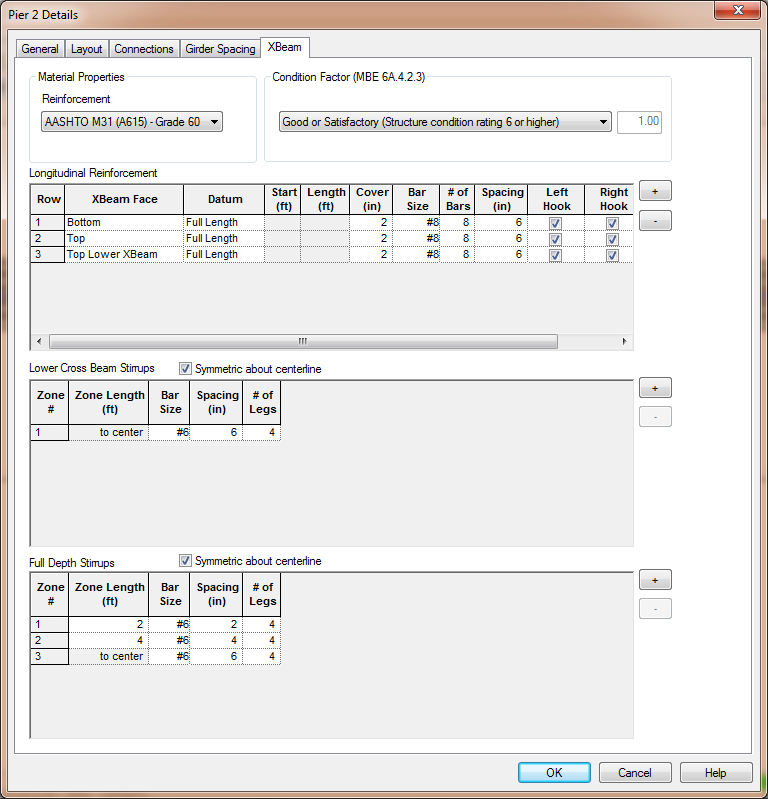 Pier 2 Details
General Layout Connections Girder Spacing XBeam
Material Properties
Reinforcement
AASHTO M31 (A615) - Grade 60
Condition Factor (MBE 6A.4.2.3)
Good or Satisfactory (Structure condition rating 6 or higher) 1.00
Longitudinal Reinforcement
Row XBeam Face Datum Start (ft) Length (ft) Cover (in) Bar Size # of Bars Spacing (in) Left Hook Right Hook
1 Bottom Full Length 2 #8 8 6
2 Top Full Length 2 #8 8 6
3 Top Lower XBeam Full Length 2 #8 8 6
+
-
Lower Cross Beam Stirrups Symmetric about centerline
Zone # Zone Length (ft) Bar Size Spacing (in) # of Legs
1 to center #6 6 4
+
-
Full Depth Stirrups Symmetric about centerline
Zone # Zone Length (ft) Bar Size Spacing (in) # of Legs
1 2 #6 2 4
2 4 #6 4 4
3 to center #6 6 4
+
-
OK Cancel Help